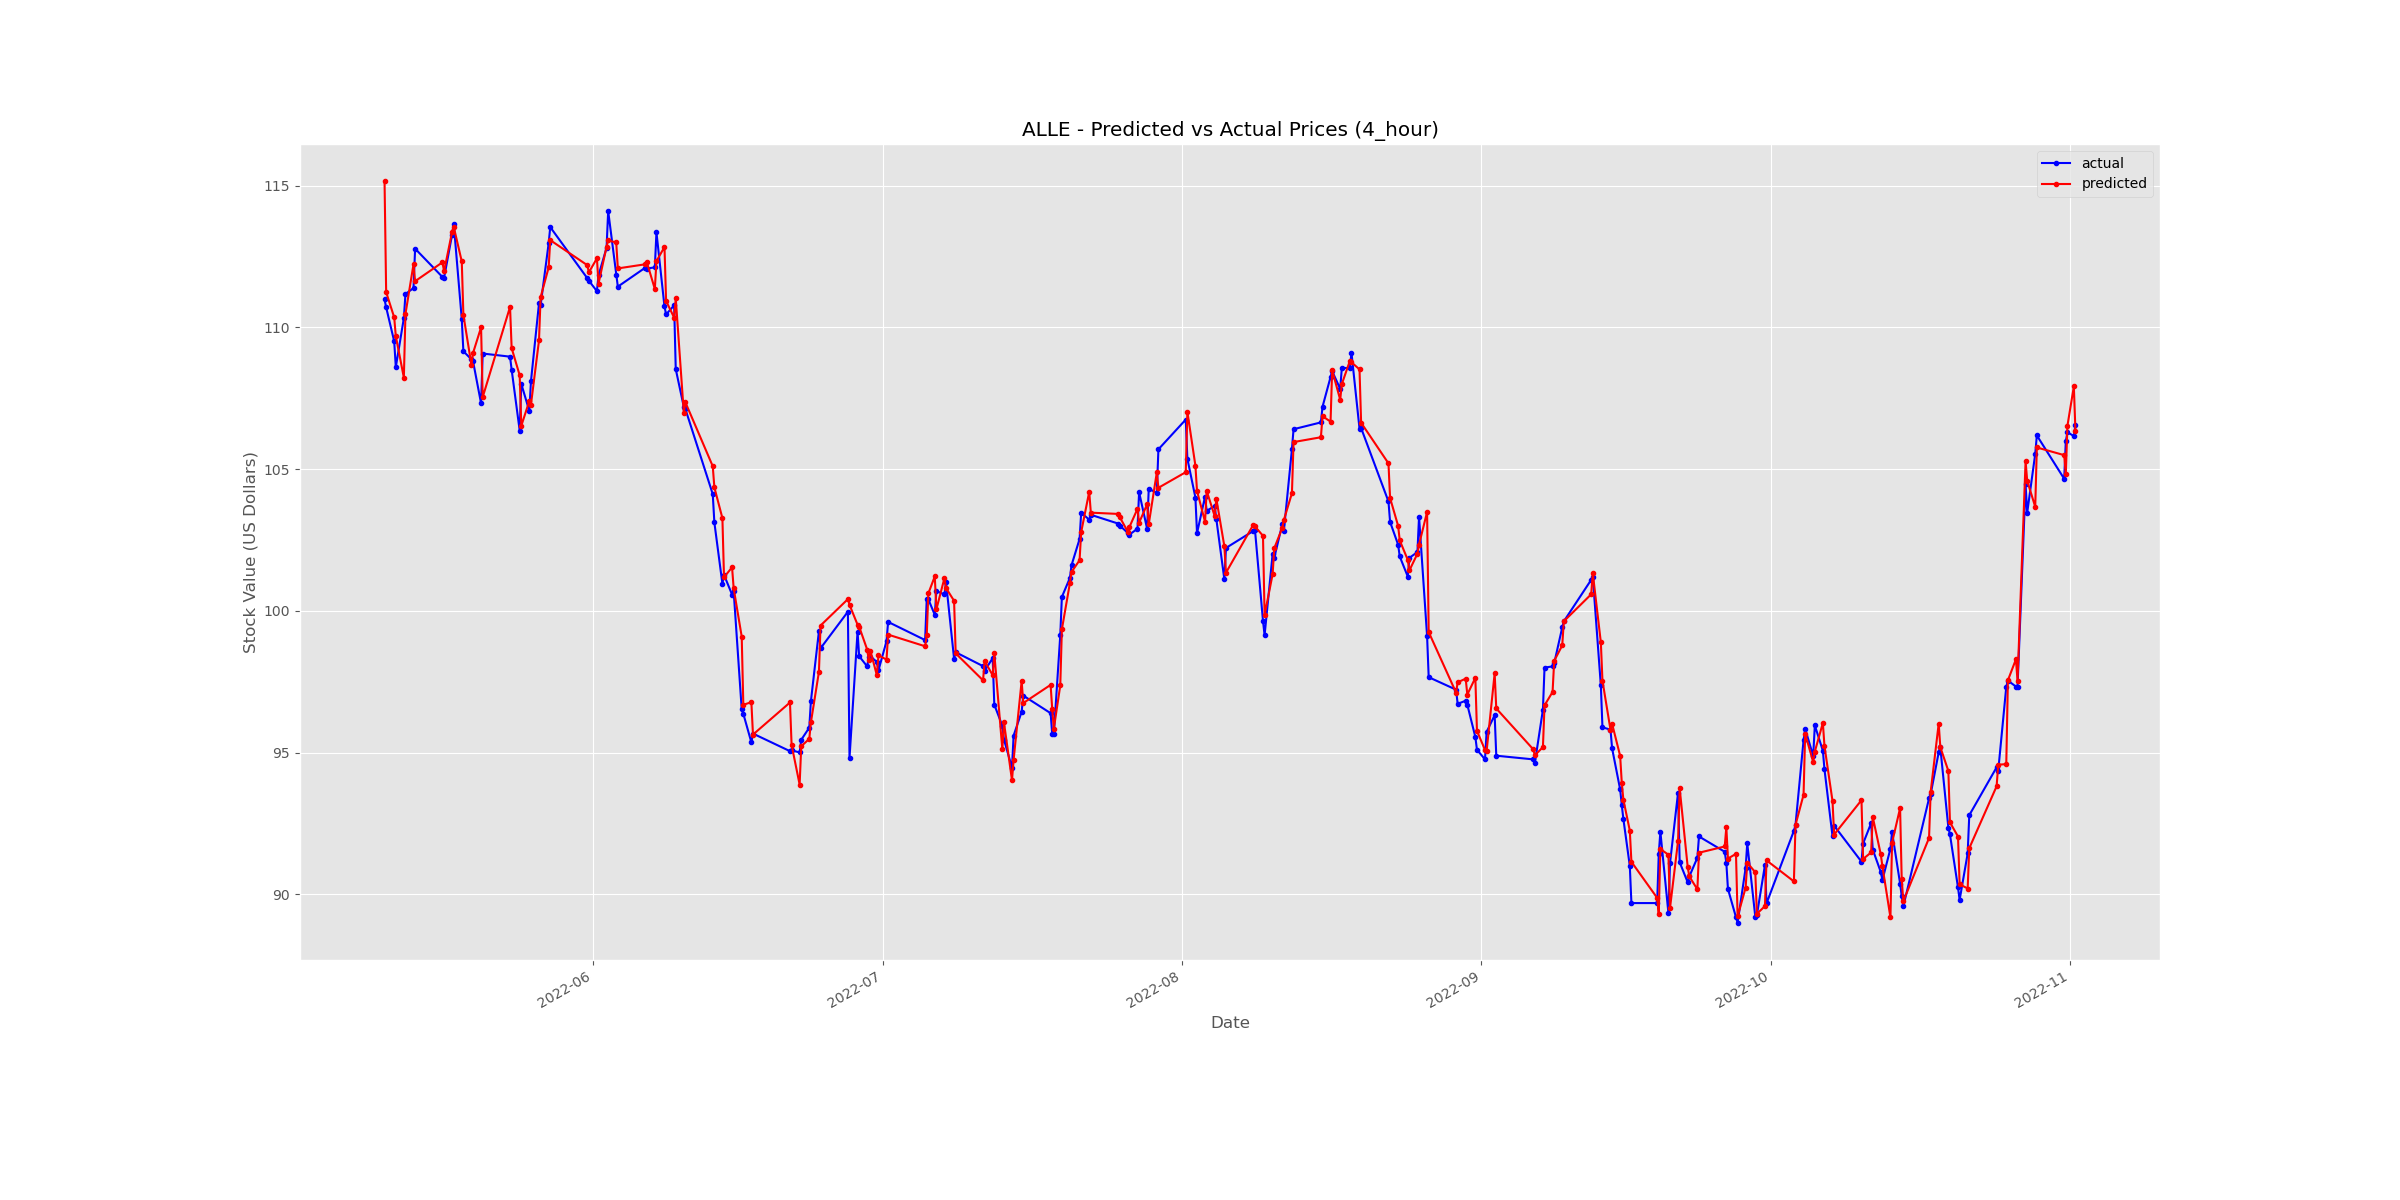 ALLE - Predicted vs Actual Prices (4_hour)
actual
predicted
115
110
105
100
95
90
Stock Value (US Dollars)
2022-06
2022-07
2022-08
2022-09
2022-10
2022-11
Date